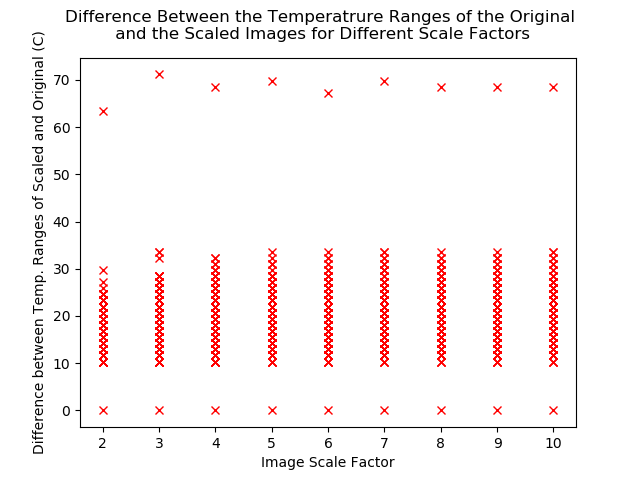 Difference Between the Temperatrure Ranges of the Original
and the Scaled Images for Different Scale Factors
Difference between Temp. Ranges of Scaled and Original (C)
70
60
50
40
30
20
10
0
2 3 4 5 6 7 8 9 10
Image Scale Factor